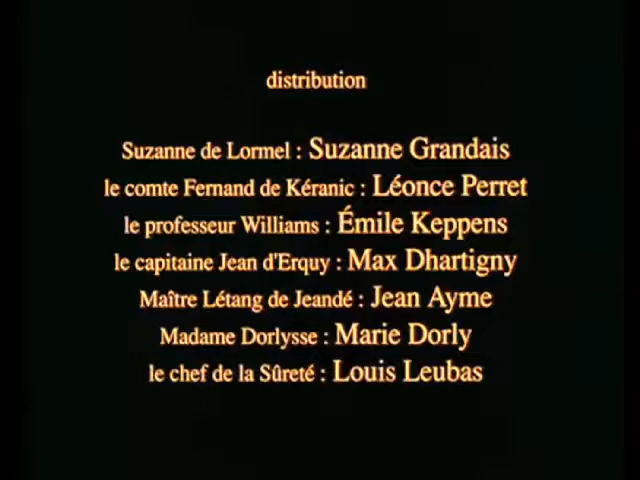 distribution
Suzanne de Lormel : Suzanne Grandais
le comte Fernand de Kéranic : Léonce Perret
le professeur Williams : Émile Keppens
le capitaine Jean d'Erquy : Max Dhartigny
Maître Létang de Jeandé : Jean Ayme
Madame Dorlysse : Marie Dorly
le chef de la Sûreté : Louis Leubas